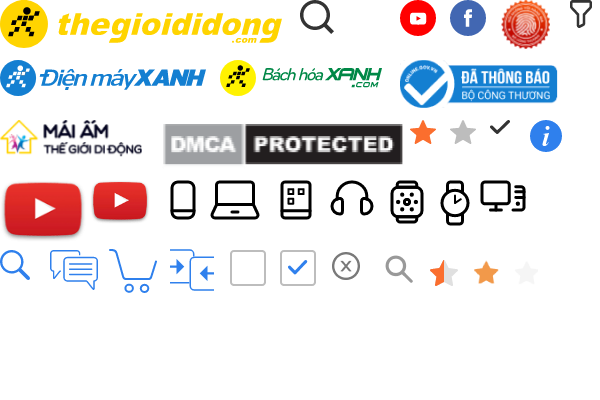 thegioididong
.com
Điện máy XANH
Bách hóa XANH
.COM
ĐÃ THÔNG BÁO
BỘ CÔNG THƯƠNG
MÁI ẤM
THẾ GIỚI DI ĐỘNG
DMCA PROTECTED
f
i